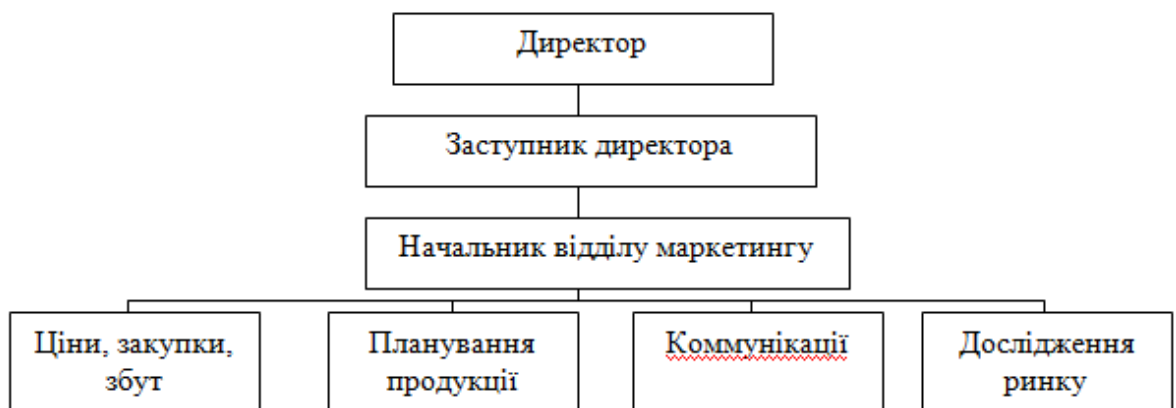 Директор
Заступник директора
Начальник відділу маркетингу
Ціни, закупки,
збут
Планування
продукції
Коммунікації
Дослідження
ринку